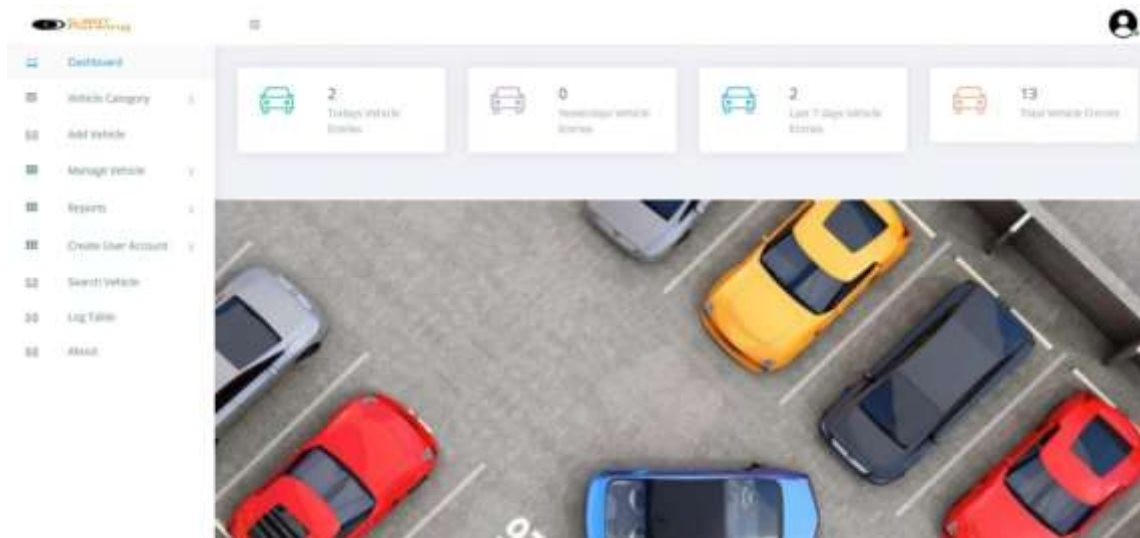 Dashboard
Vehicle Category
Add Vehicle
Manage Vehicle
Reports
Create User Account
Search Vehicle
Log Table
About
2
Todays Vehicle
Entries
0
Yesterdays Vehicle
Entries
2
Last 7 days Vehicle
Entries
13
Total Vehicle Entries